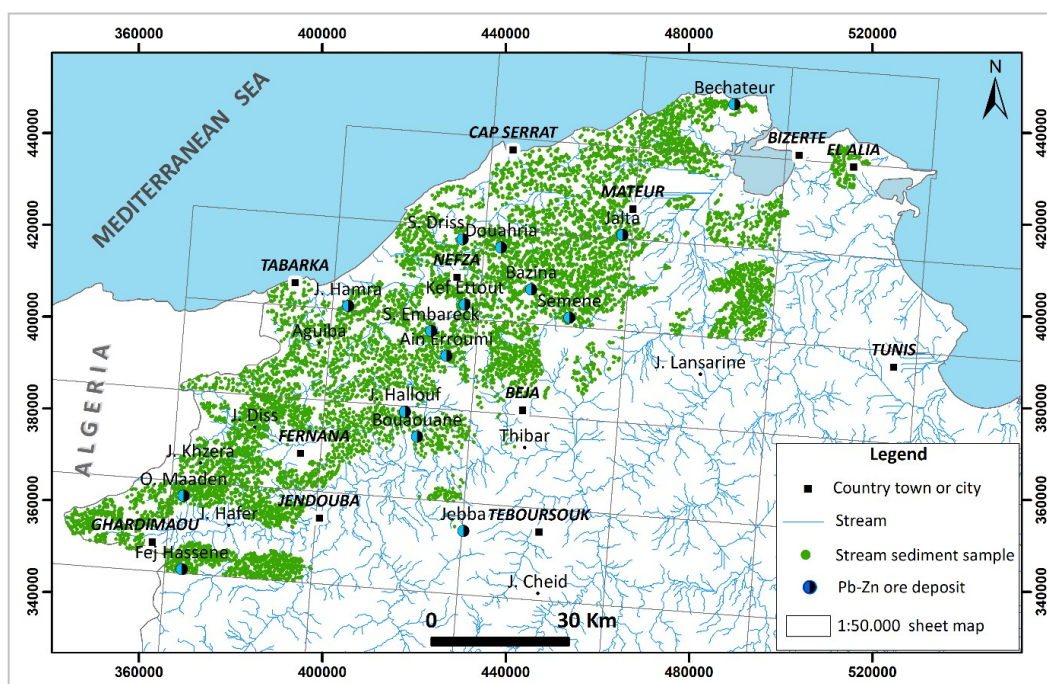 360000 400000 440000 480000 520000
MEDITERRANEAN SEA
N
Bechateur
440000 440000
CAP SERRAT
BIZERTE
EL ALIA
MATEUR
420000 420000
S. Driss
Douahria
Jalta
NEFZA
TABARKA
J. Hamra
Kef Ettout
Bazina
400000 400000
S. Embareck
Semene
Aguiba
Ain Erroumi
J. Lansarine
TUNIS
ALGERIA
J. Hallouf
BEJA
380000 380000
J. Diss
Bouaouane
FERNANA
Thibar
J. Khzera
O. Maaden
360000 360000
JENDOUBA
J. Hafer
GHARDIMAOU
Jebba
TEBOURSOUK
Fej Hassene
J. Cheid
340000 340000
0 30 Km
Legend
Country town or city
Stream
Stream sediment sample
Pb-Zn ore deposit
1:50.000 sheet map
360000 400000 440000 480000 520000